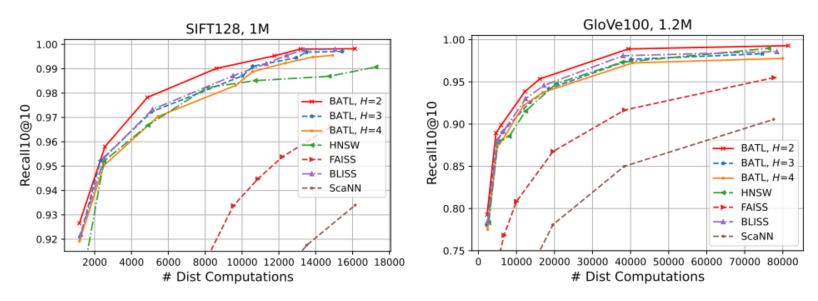 SIFT128, 1M
1.00
0.99
0.98
0.97
0.96
0.95
0.94
0.93
0.92
Recall10@10
BATL, H=2
BATL, H=3
BATL, H=4
HNSW
FAISS
BLISS
ScaNN
2000 4000 6000 8000 10000 12000 14000 16000 18000
# Dist Computations
GloVe100, 1.2M
1.00
0.95
0.90
0.85
0.80
0.75
Recall10@10
BATL, H=2
BATL, H=3
BATL, H=4
HNSW
FAISS
BLISS
ScaNN
0 10000 20000 30000 40000 50000 60000 70000 80000
# Dist Computations